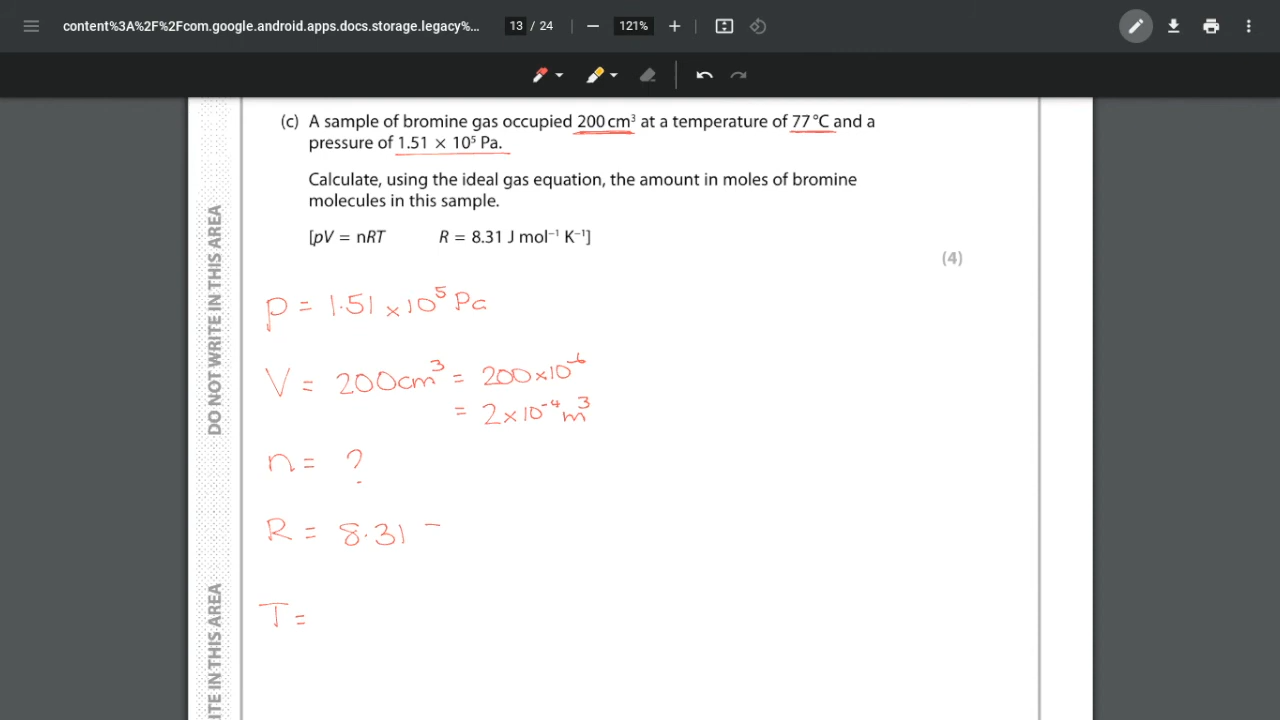 content%3A%2F%2Fcom.google.android.apps.docs.storage.legacy%... 13 / 24 — 121% +
(c) A sample of bromine gas occupied 200 cm³ at a temperature of 77 °C and a
pressure of 1.51 × 10⁵ Pa.
Calculate, using the ideal gas equation, the amount in moles of bromine
molecules in this sample.
[pV = nRT R = 8.31 J mol⁻¹ K⁻¹]
(4)
p = 1.51 × 10⁵ Pa
V = 200cm³ = 200×10⁻⁶
= 2×10⁻⁴ m³
n = ?
R = 8.31 –
T =
DO NOT WRITE IN THIS AREA
ITE IN THIS AREA